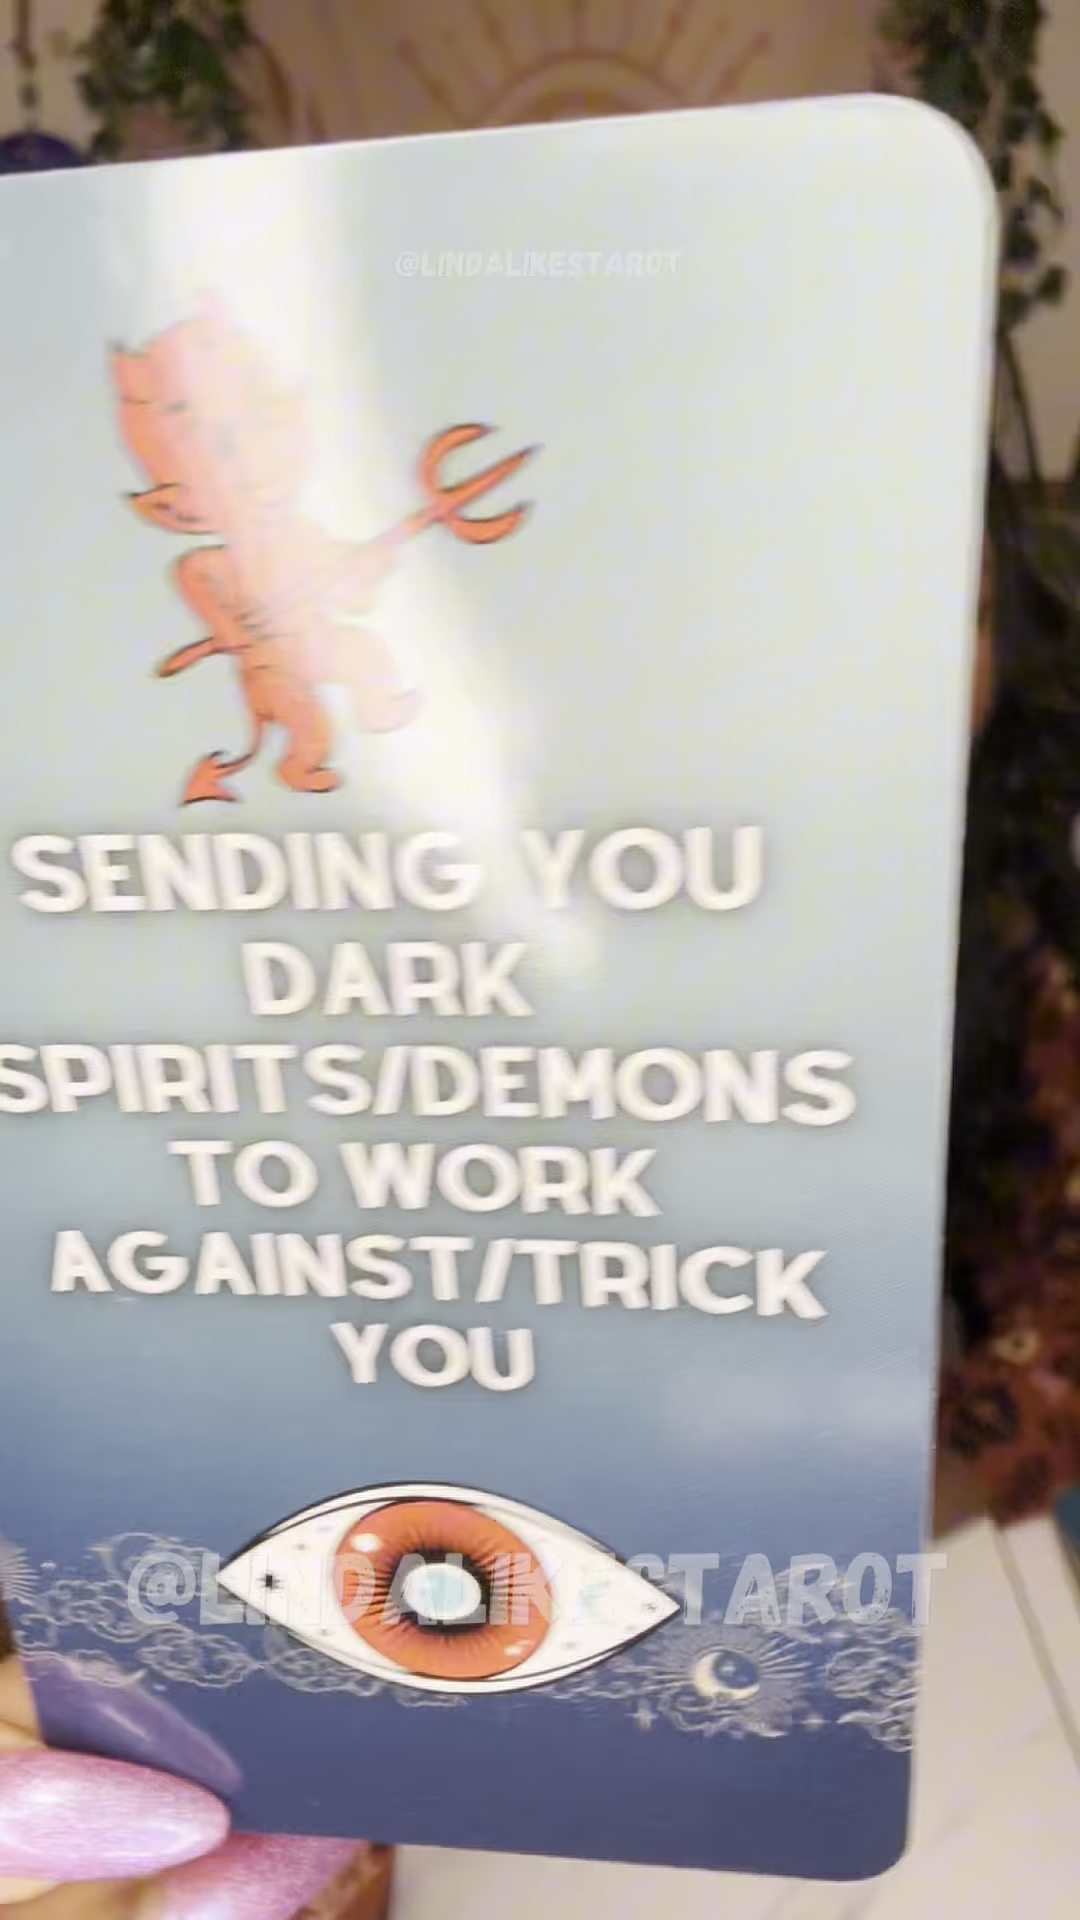 @LINDALIKESTAROT
SENDING YOU
DARK
SPIRITS/DEMONS
TO WORK
AGAINST/TRICK
YOU
@LINDALIKESTAROT